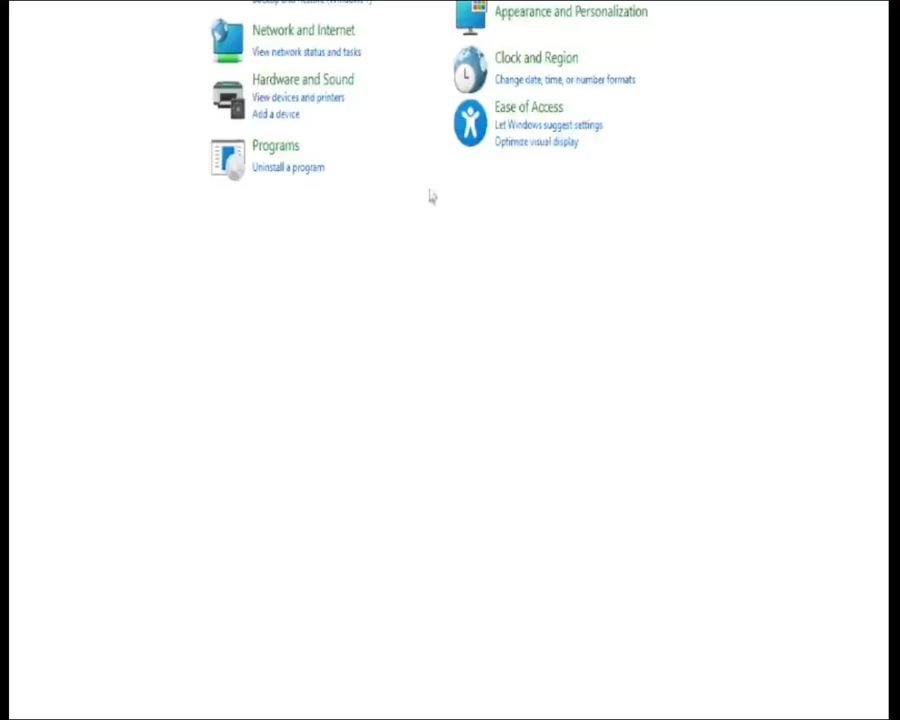 Network and Internet
View network status and tasks
Hardware and Sound
View devices and printers
Add a device
Programs
Uninstall a program
Appearance and Personalization
Clock and Region
Change date, time, or number formats
Ease of Access
Let Windows suggest settings
Optimize visual display